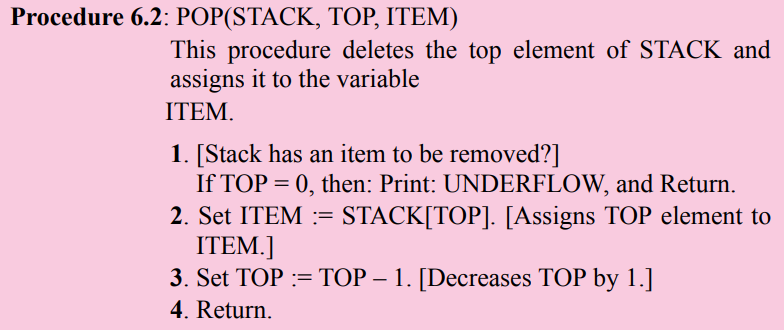 Procedure 6.2: POP(STACK, TOP, ITEM)
This procedure deletes the top element of STACK and
assigns it to the variable
ITEM.
1. [Stack has an item to be removed?]
If TOP = 0, then: Print: UNDERFLOW, and Return.
2. Set ITEM := STACK[TOP]. [Assigns TOP element to
ITEM.]
3. Set TOP := TOP – 1. [Decreases TOP by 1.]
4. Return.